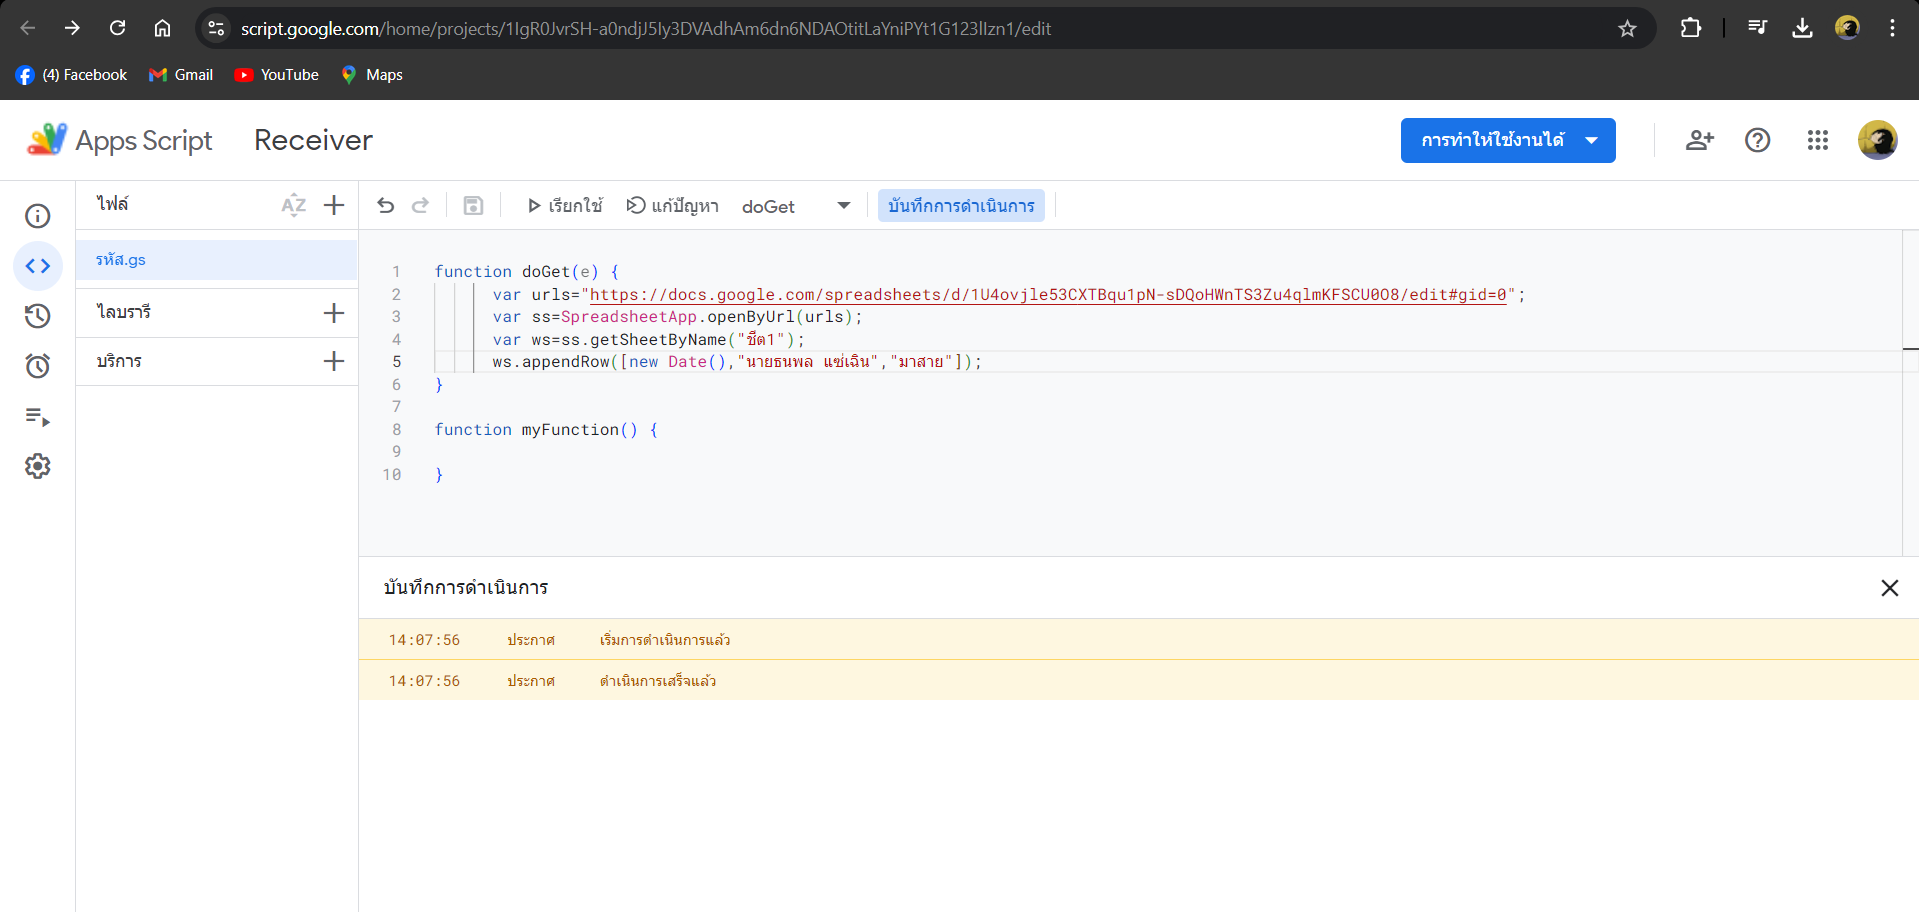 script.google.com/home/projects/1IgR0JvrSH-a0ndjJ5Iy3DVAdhAm6dn6NDAOtitLaYniPYt1G123lIzn1/edit
(4) Facebook Gmail YouTube Maps
Apps Script Receiver การทำให้ใช้งานได้
ไฟล์ AZ เรียกใช้ แก้ปัญหา doGet บันทึกการดำเนินการ
รหัส.gs
ไลบรารี
บริการ
1 function doGet(e) {
2 var urls="https://docs.google.com/spreadsheets/d/1U4ovjle53CXTBqu1pN-sDQoHWnTS3Zu4qlmKFSCU0O8/edit#gid=0";
3 var ss=SpreadsheetApp.openByUrl(urls);
4 var ws=ss.getSheetByName("ชีต1");
5 ws.appendRow([new Date(),"นายธนพล แซ่เฉิน","มาสาย"]);
6 }
7
8 function myFunction() {
9
10 }
บันทึกการดำเนินการ
14:07:56 ประกาศ เริ่มการดำเนินการแล้ว
14:07:56 ประกาศ ดำเนินการเสร็จแล้ว